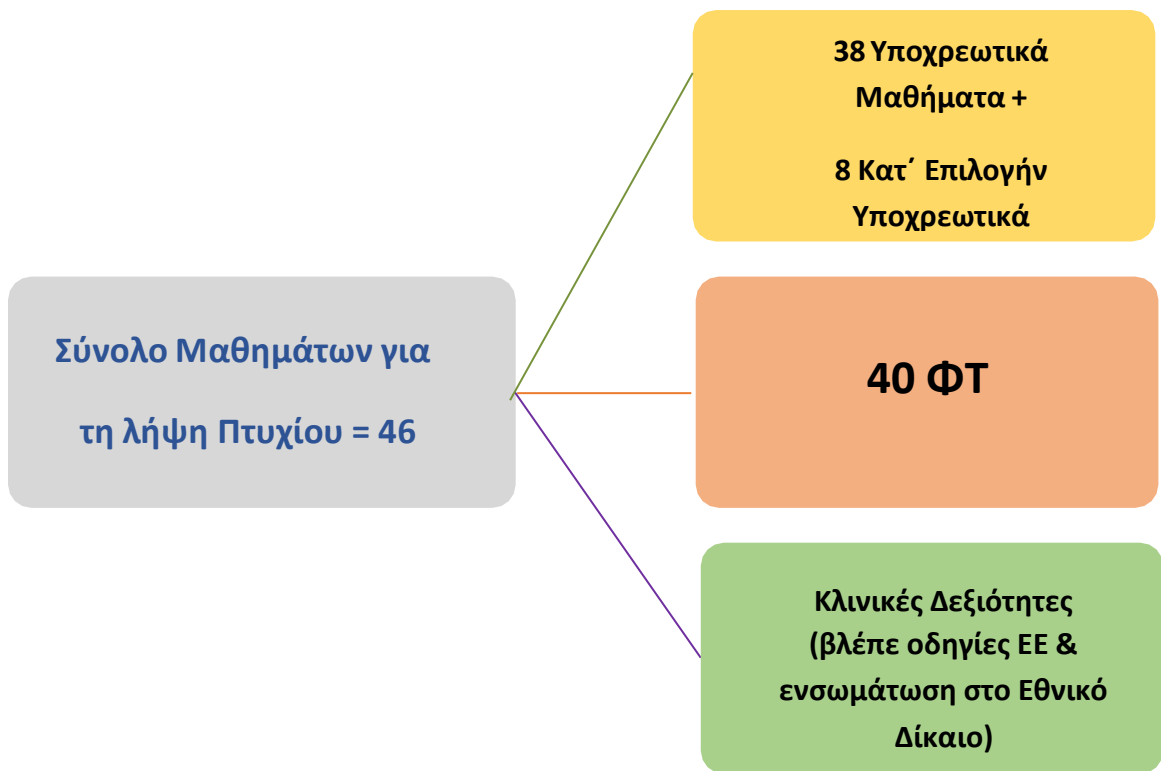 38 Υποχρεωτικά
Μαθήματα +
8 Κατ΄ Επιλογήν
Υποχρεωτικά
Σύνολο Μαθημάτων για
τη λήψη Πτυχίου = 46
40 ΦΤ
Κλινικές Δεξιότητες
(βλέπε οδηγίες ΕΕ &
ενσωμάτωση στο Εθνικό
Δίκαιο)